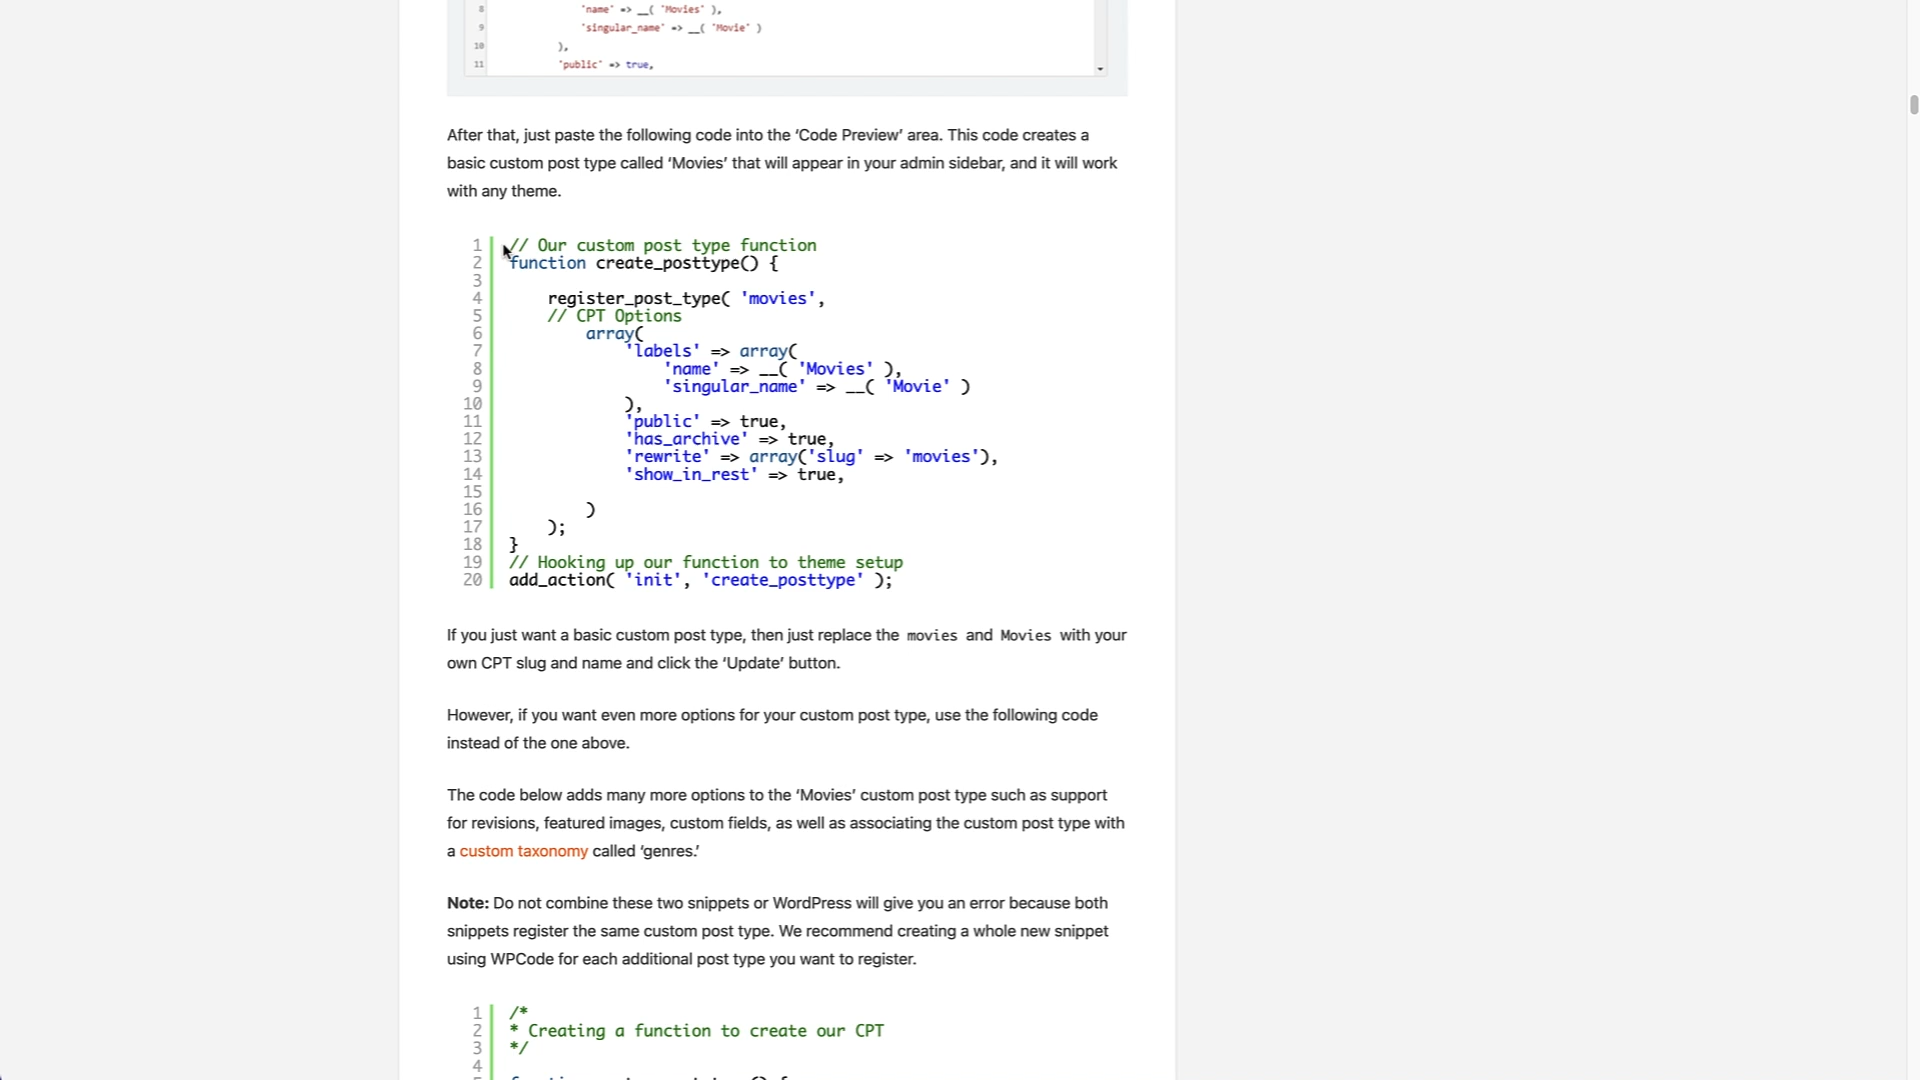 8 'name' => __( 'Movies' ),
9 'singular_name' => __( 'Movie' )
10 ),
11 'public' => true,
After that, just paste the following code into the ‘Code Preview’ area. This code creates a
basic custom post type called ‘Movies’ that will appear in your admin sidebar, and it will work
with any theme.
1 // Our custom post type function
2 function create_posttype() {
3
4 register_post_type( 'movies',
5 // CPT Options
6 array(
7 'labels' => array(
8 'name' => __( 'Movies' ),
9 'singular_name' => __( 'Movie' )
10 ),
11 'public' => true,
12 'has_archive' => true,
13 'rewrite' => array('slug' => 'movies'),
14 'show_in_rest' => true,
15
16 )
17 );
18 }
19 // Hooking up our function to theme setup
20 add_action( 'init', 'create_posttype' );
If you just want a basic custom post type, then just replace the movies and Movies with your
own CPT slug and name and click the ‘Update’ button.
However, if you want even more options for your custom post type, use the following code
instead of the one above.
The code below adds many more options to the ‘Movies’ custom post type such as support
for revisions, featured images, custom fields, as well as associating the custom post type with
a custom taxonomy called ‘genres.’
Note: Do not combine these two snippets or WordPress will give you an error because both
snippets register the same custom post type. We recommend creating a whole new snippet
using WPCode for each additional post type you want to register.
1 /*
2 * Creating a function to create our CPT
3 */
4